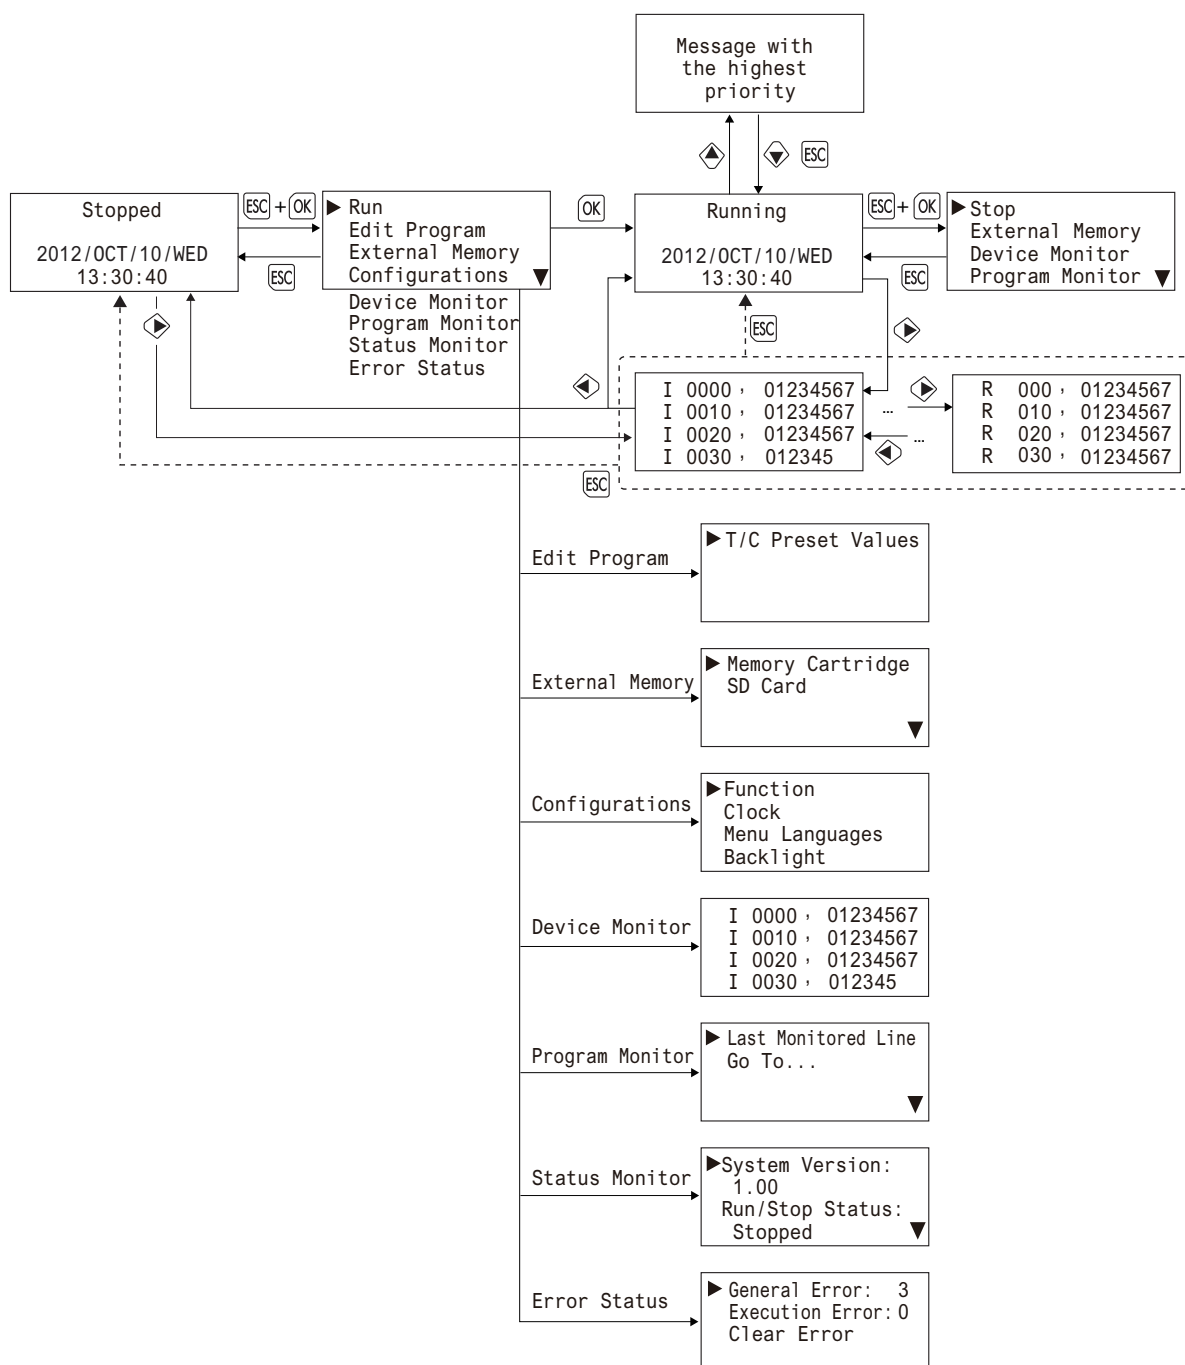 Message with
the highest
priority
ESC
Stopped
2012/OCT/10/WED
13:30:40
ESC + OK
ESC
Run
Edit Program
External Memory
Configurations
Device Monitor
Program Monitor
Status Monitor
Error Status
OK
Running
2012/OCT/10/WED
13:30:40
ESC + OK
ESC
Stop
External Memory
Device Monitor
Program Monitor
ESC
I 0000, 01234567
I 0010, 01234567
I 0020, 01234567
I 0030, 012345
...
...
R 000, 01234567
R 010, 01234567
R 020, 01234567
R 030, 01234567
ESC
Edit Program
T/C Preset Values
External Memory
Memory Cartridge
SD Card
Configurations
Function
Clock
Menu Languages
Backlight
Device Monitor
I 0000, 01234567
I 0010, 01234567
I 0020, 01234567
I 0030, 012345
Program Monitor
Last Monitored Line
Go To...
Status Monitor
System Version:
1.00
Run/Stop Status:
Stopped
Error Status
General Error: 3
Execution Error: 0
Clear Error